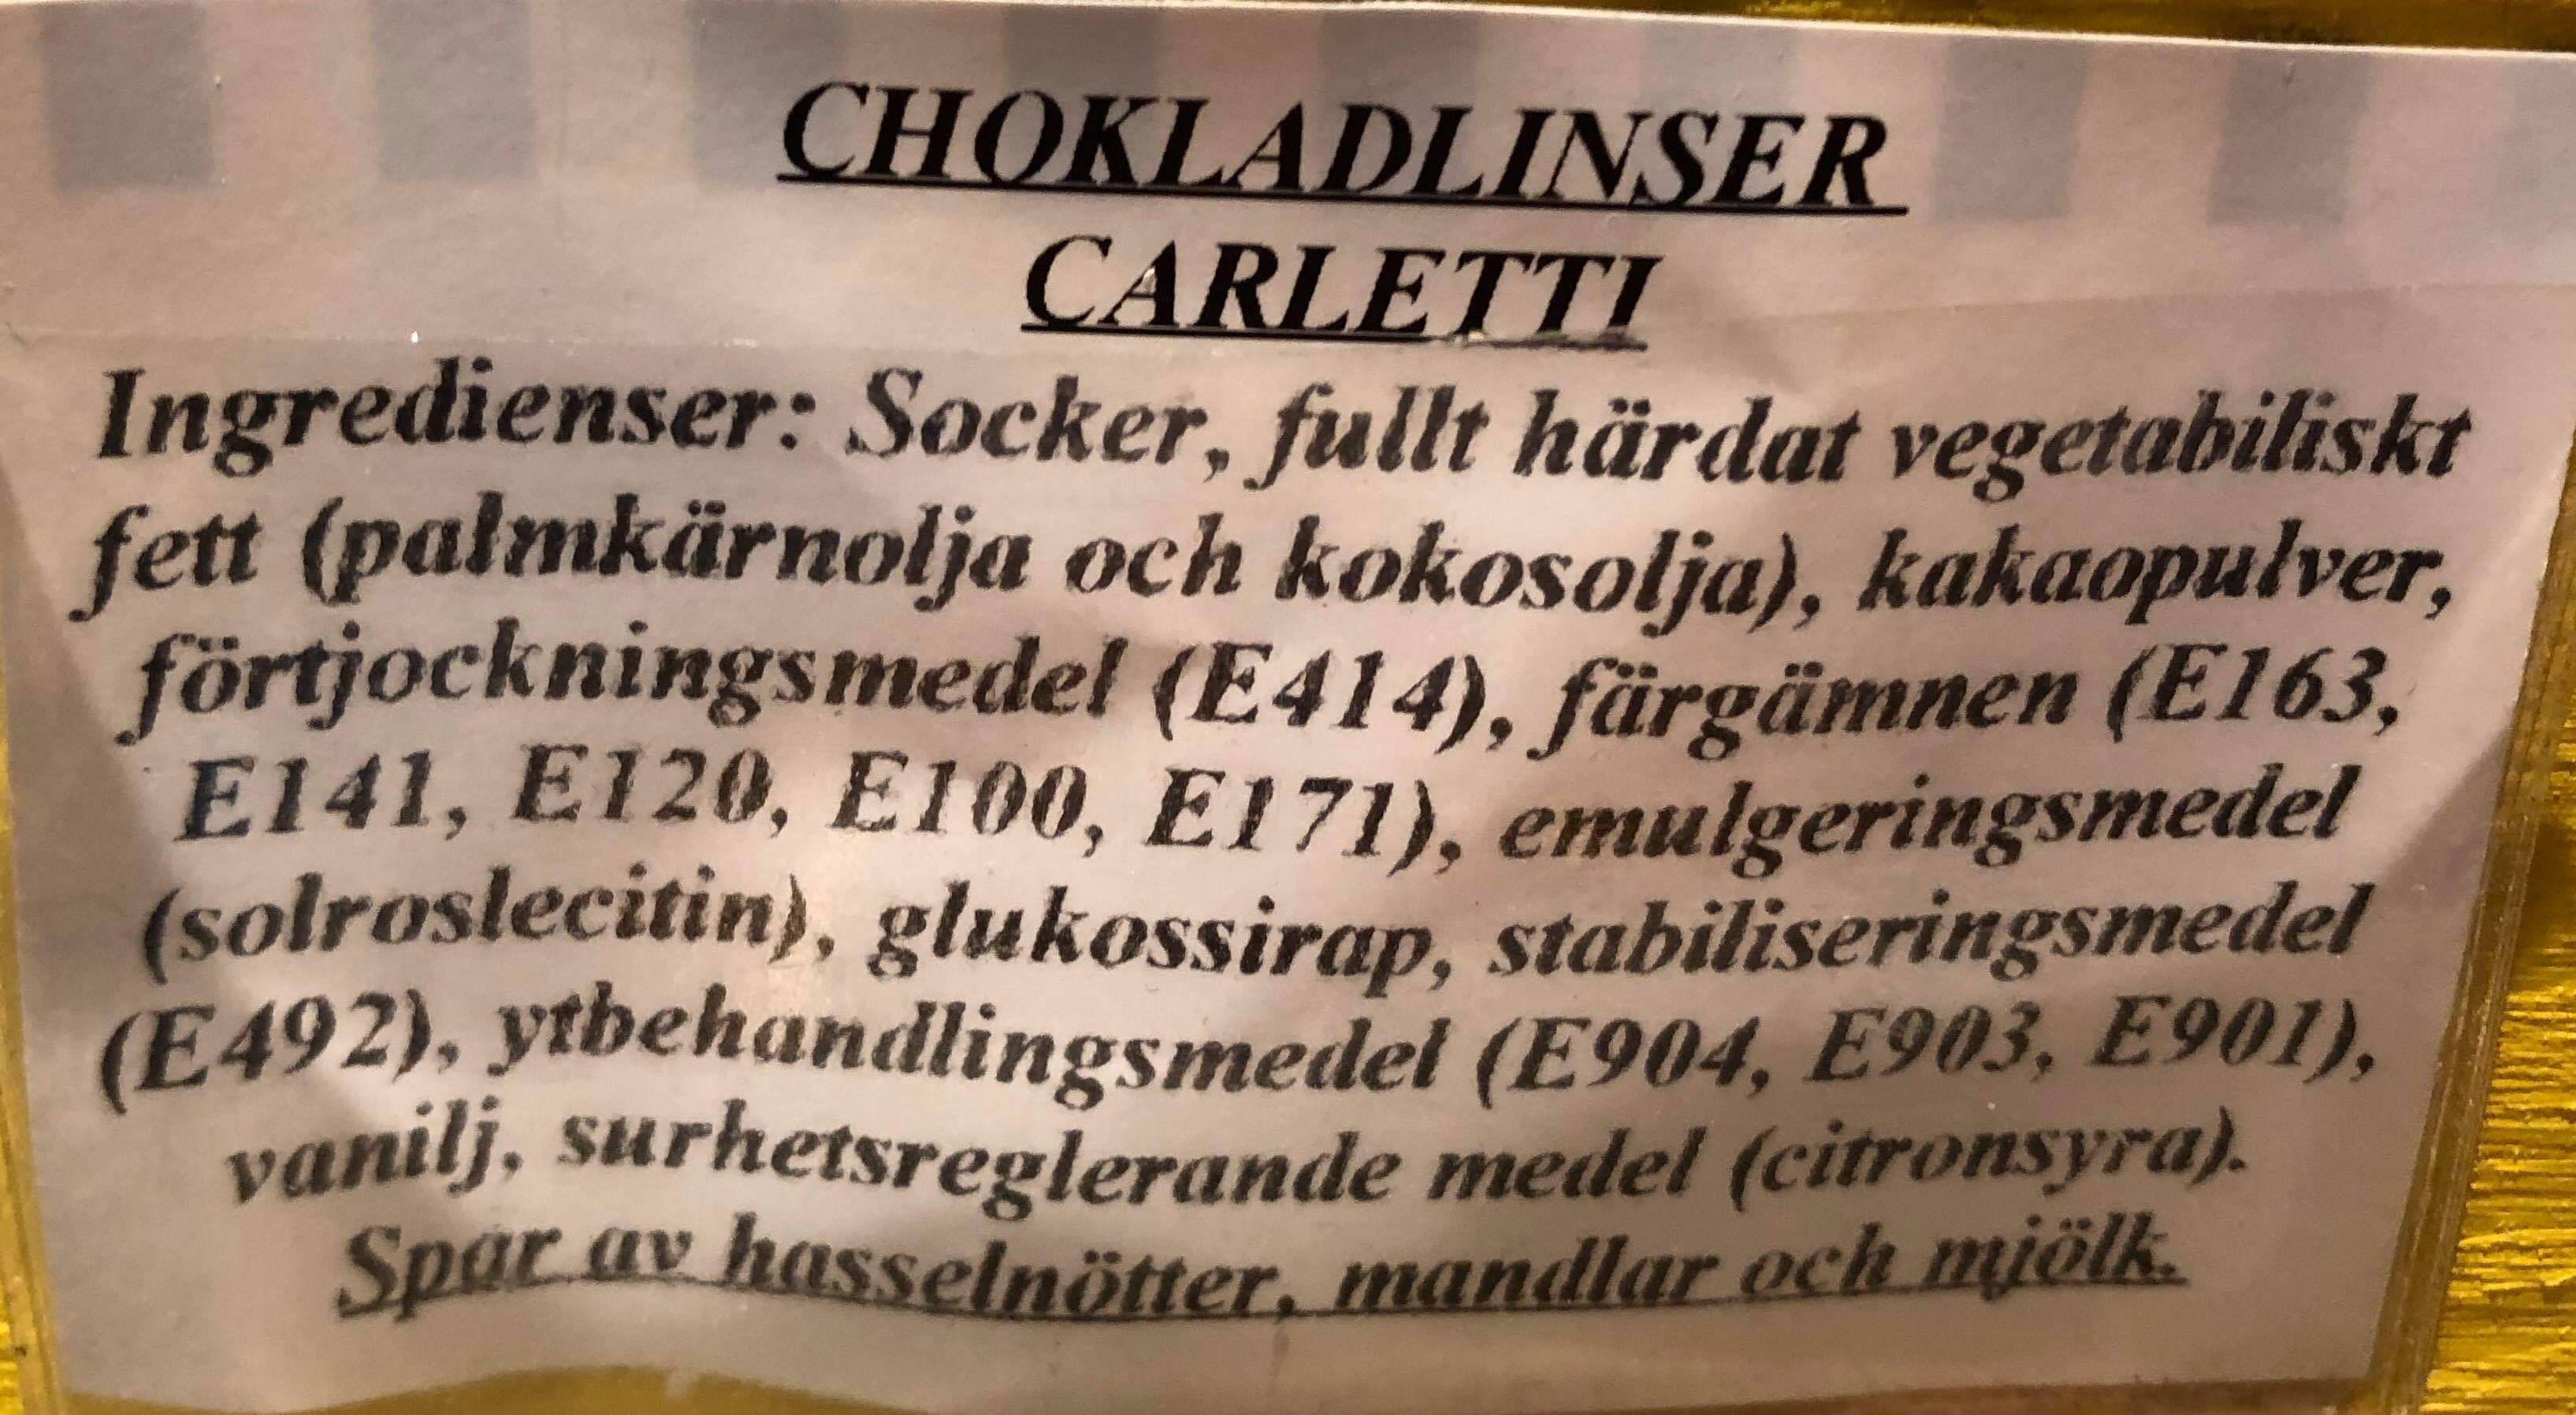 CHOKLADLINSER
CARLETTI
Ingredienser: Socker, fullt härdat vegetabiliskt
fett (palmkärnolja och kokosolja), kakaopulver,
förtjockningsmedel (E414), färgämnen (E163,
E141, E120, E100, E171), emulgeringsmedel
(solroslecitin), glukossirap, stabiliseringsmedel
(E492), ytbehandlingsmedel (E904, E903, E901),
vanilj, surhetsreglerande medel (citronsyra).
Spår av hasselnötter, mandlar och mjölk.